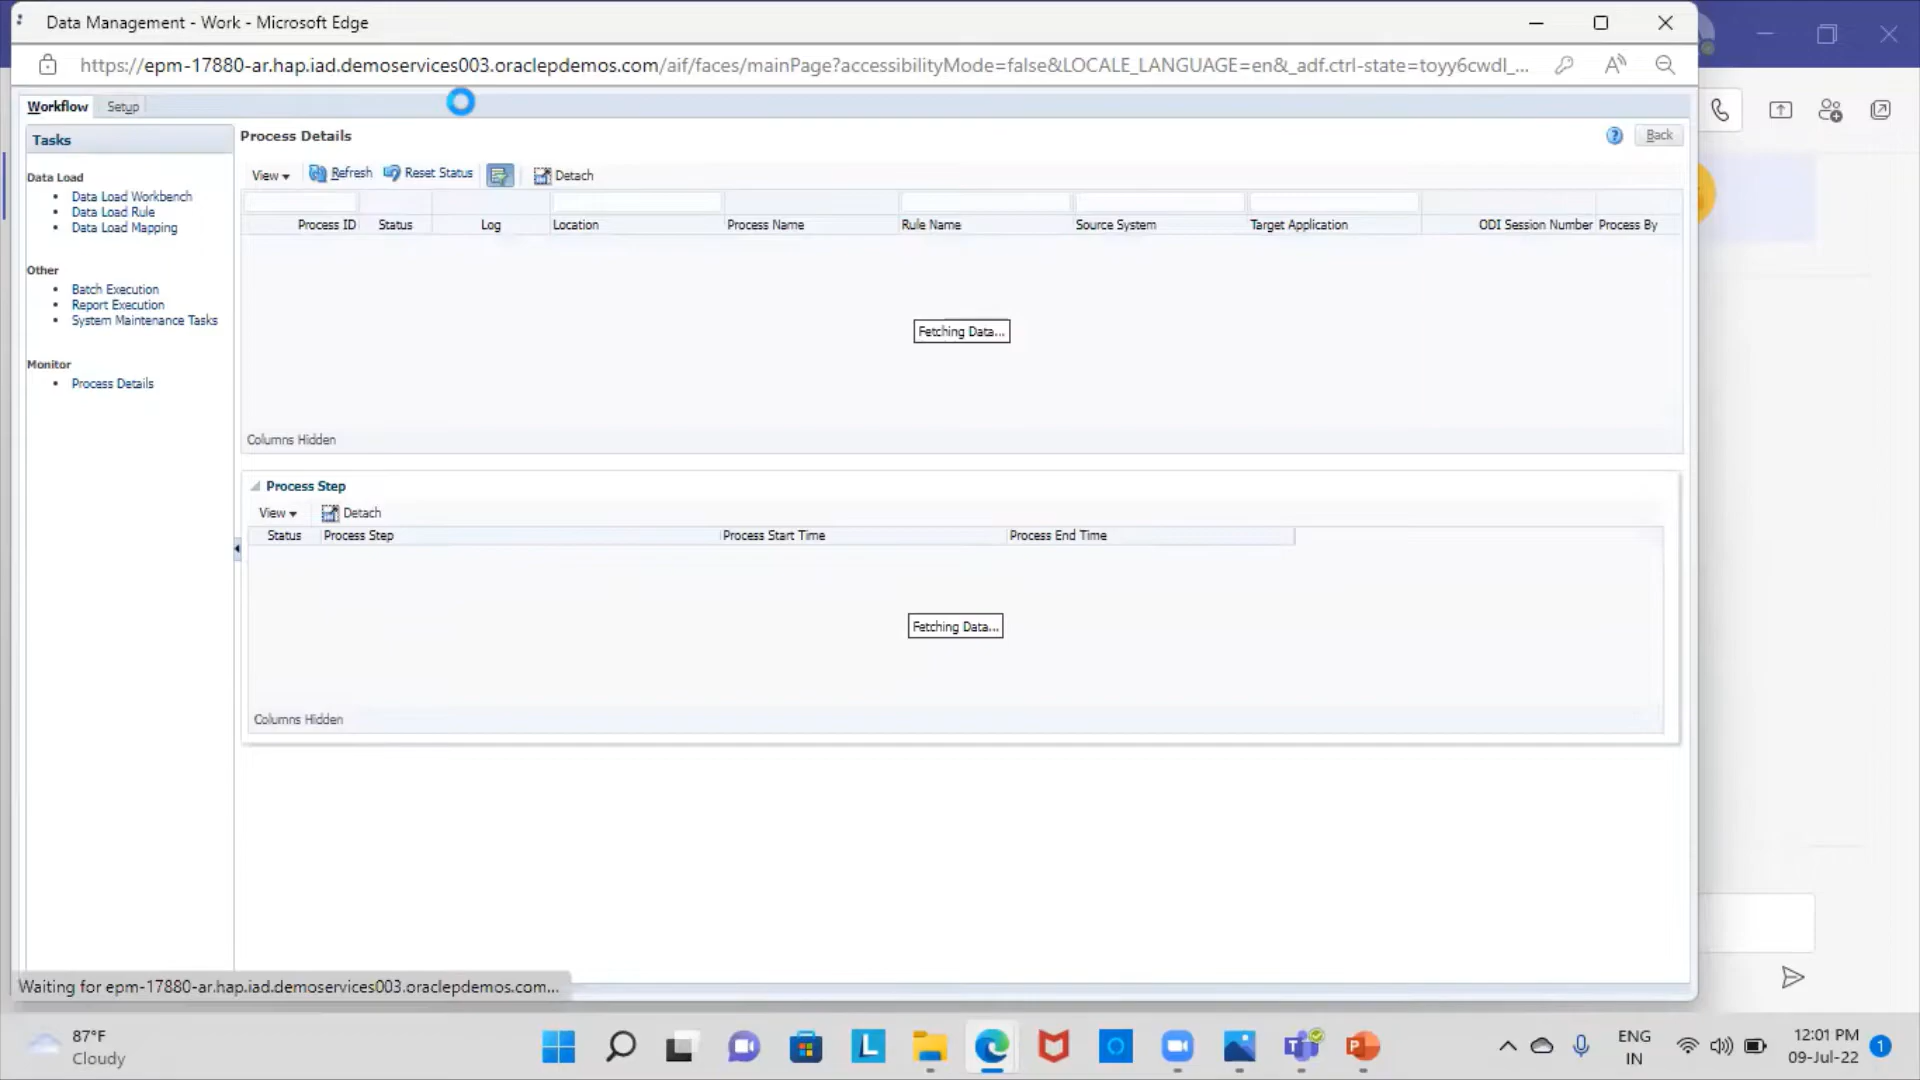 Data Management - Work - Microsoft Edge
https://epm-17880-ar.hap.iad.demoservices003.oraclepdemos.com/aif/faces/mainPage?accessibilityMode=false&LOCALE_LANGUAGE=en&_adf.ctrl-state=toyy6cwdl_...
Workflow Setup
Tasks
Data Load
• Data Load Workbench
• Data Load Rule
• Data Load Mapping
Other
• Batch Execution
• Report Execution
• System Maintenance Tasks
Monitor
• Process Details
Process Details
Back
View Refresh Reset Status Detach
Process ID Status Log Location Process Name Rule Name Source System Target Application ODI Session Number Process By
Fetching Data...
Columns Hidden
Process Step
View Detach
Status Process Step Process Start Time Process End Time
Fetching Data...
Columns Hidden
Waiting for epm-17880-ar.hap.iad.demoservices003.oraclepdemos.com...
87°F
Cloudy
ENG
IN
12:01 PM
09-Jul-22
1